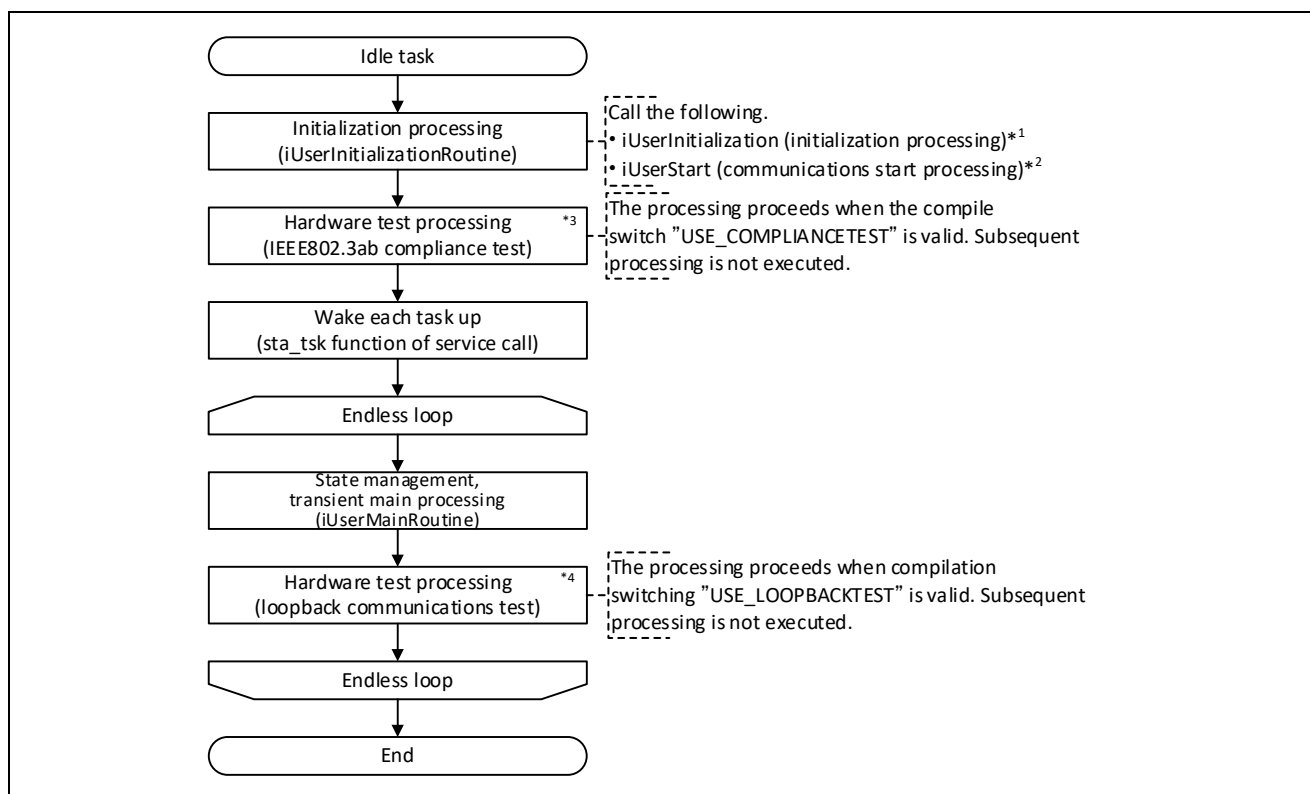 Idle task
Initialization processing
(iUserInitializationRoutine)
Call the following.
• iUserInitialization (initialization processing)*1
• iUserStart (communications start processing)*2
Hardware test processing *3
(IEEE802.3ab compliance test)
The processing proceeds when the compile
switch ”USE_COMPLIANCETEST” is valid. Subsequent
processing is not executed.
Wake each task up
(sta_tsk function of service call)
Endless loop
State management,
transient main processing
(iUserMainRoutine)
Hardware test processing *4
(loopback communications test)
The processing proceeds when compilation
switching ”USE_LOOPBACKTEST” is valid. Subsequent
processing is not executed.
Endless loop
End